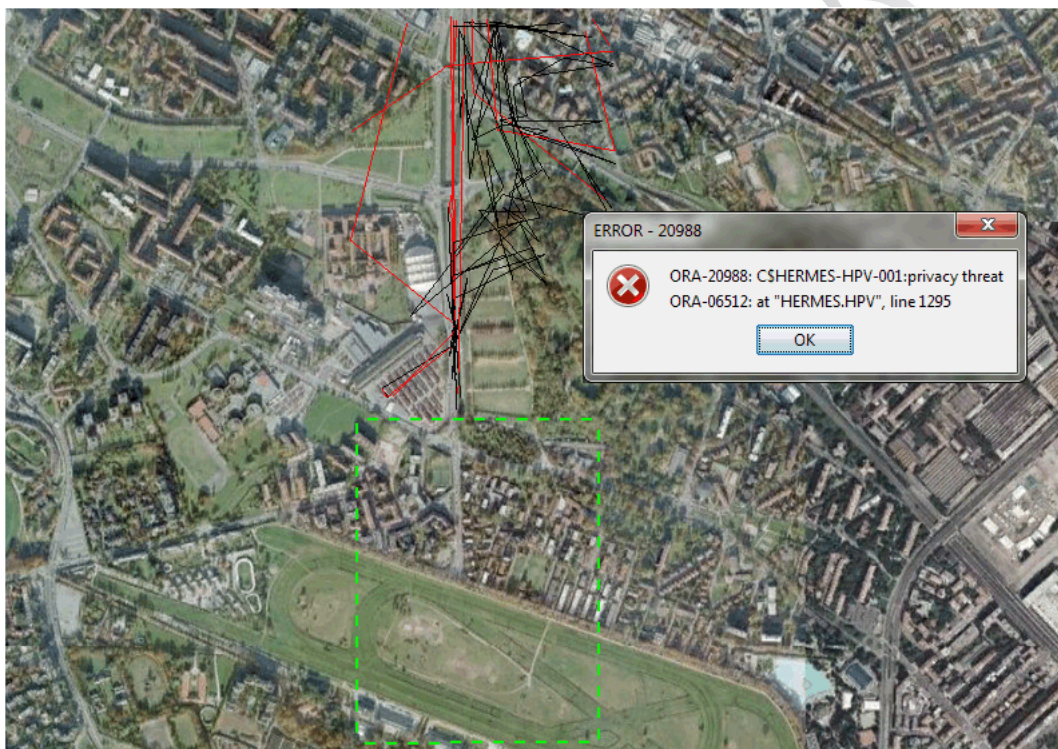 ERROR - 20988
ORA-20988: C$HERMES-HPV-001:privacy threat
ORA-06512: at "HERMES.HPV", line 1295
OK